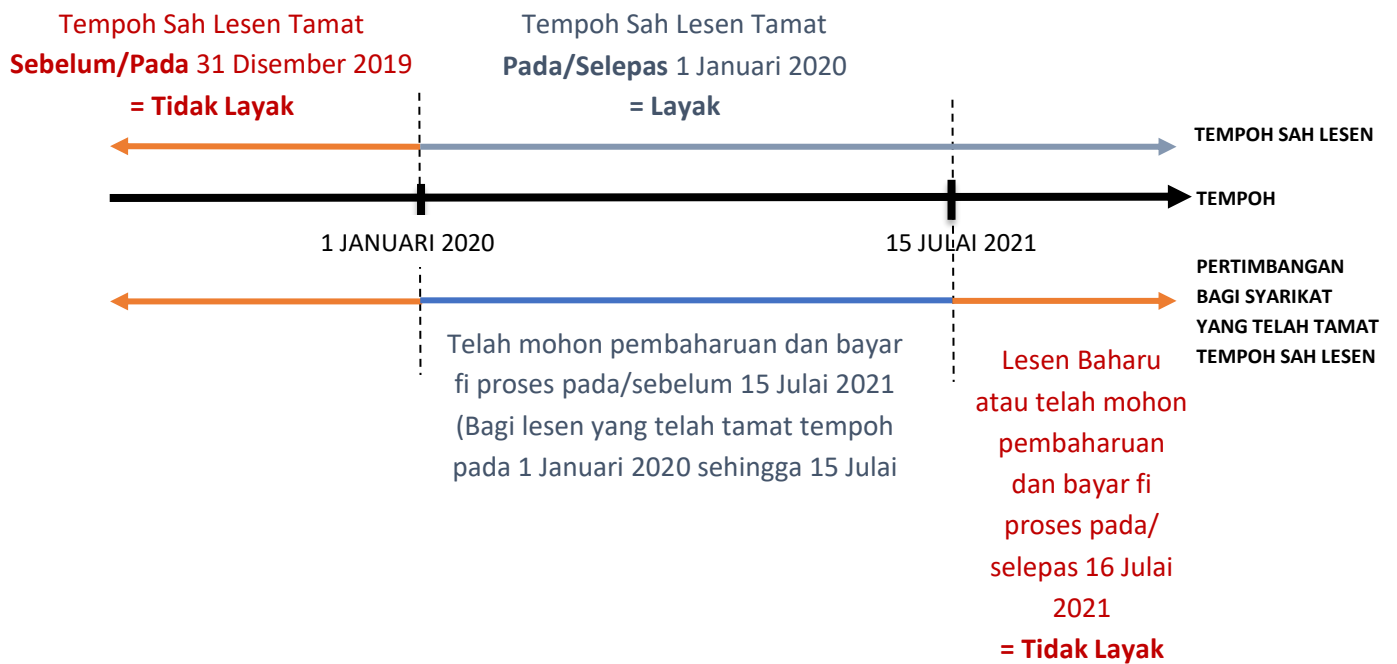 Tempoh Sah Lesen Tamat
Sebelum/Pada 31 Disember 2019
= Tidak Layak
Tempoh Sah Lesen Tamat
Pada/Selepas 1 Januari 2020
= Layak
TEMPOH SAH LESEN
TEMPOH
1 JANUARI 2020
15 JULAI 2021
PERTIMBANGAN
BAGI SYARIKAT
YANG TELAH TAMAT
TEMPOH SAH LESEN
Telah mohon pembaharuan dan bayar
fi proses pada/sebelum 15 Julai 2021
(Bagi lesen yang telah tamat tempoh
pada 1 Januari 2020 sehingga 15 Julai
Lesen Baharu
atau telah mohon
pembaharuan
dan bayar fi
proses pada/
selepas 16 Julai
2021
= Tidak Layak